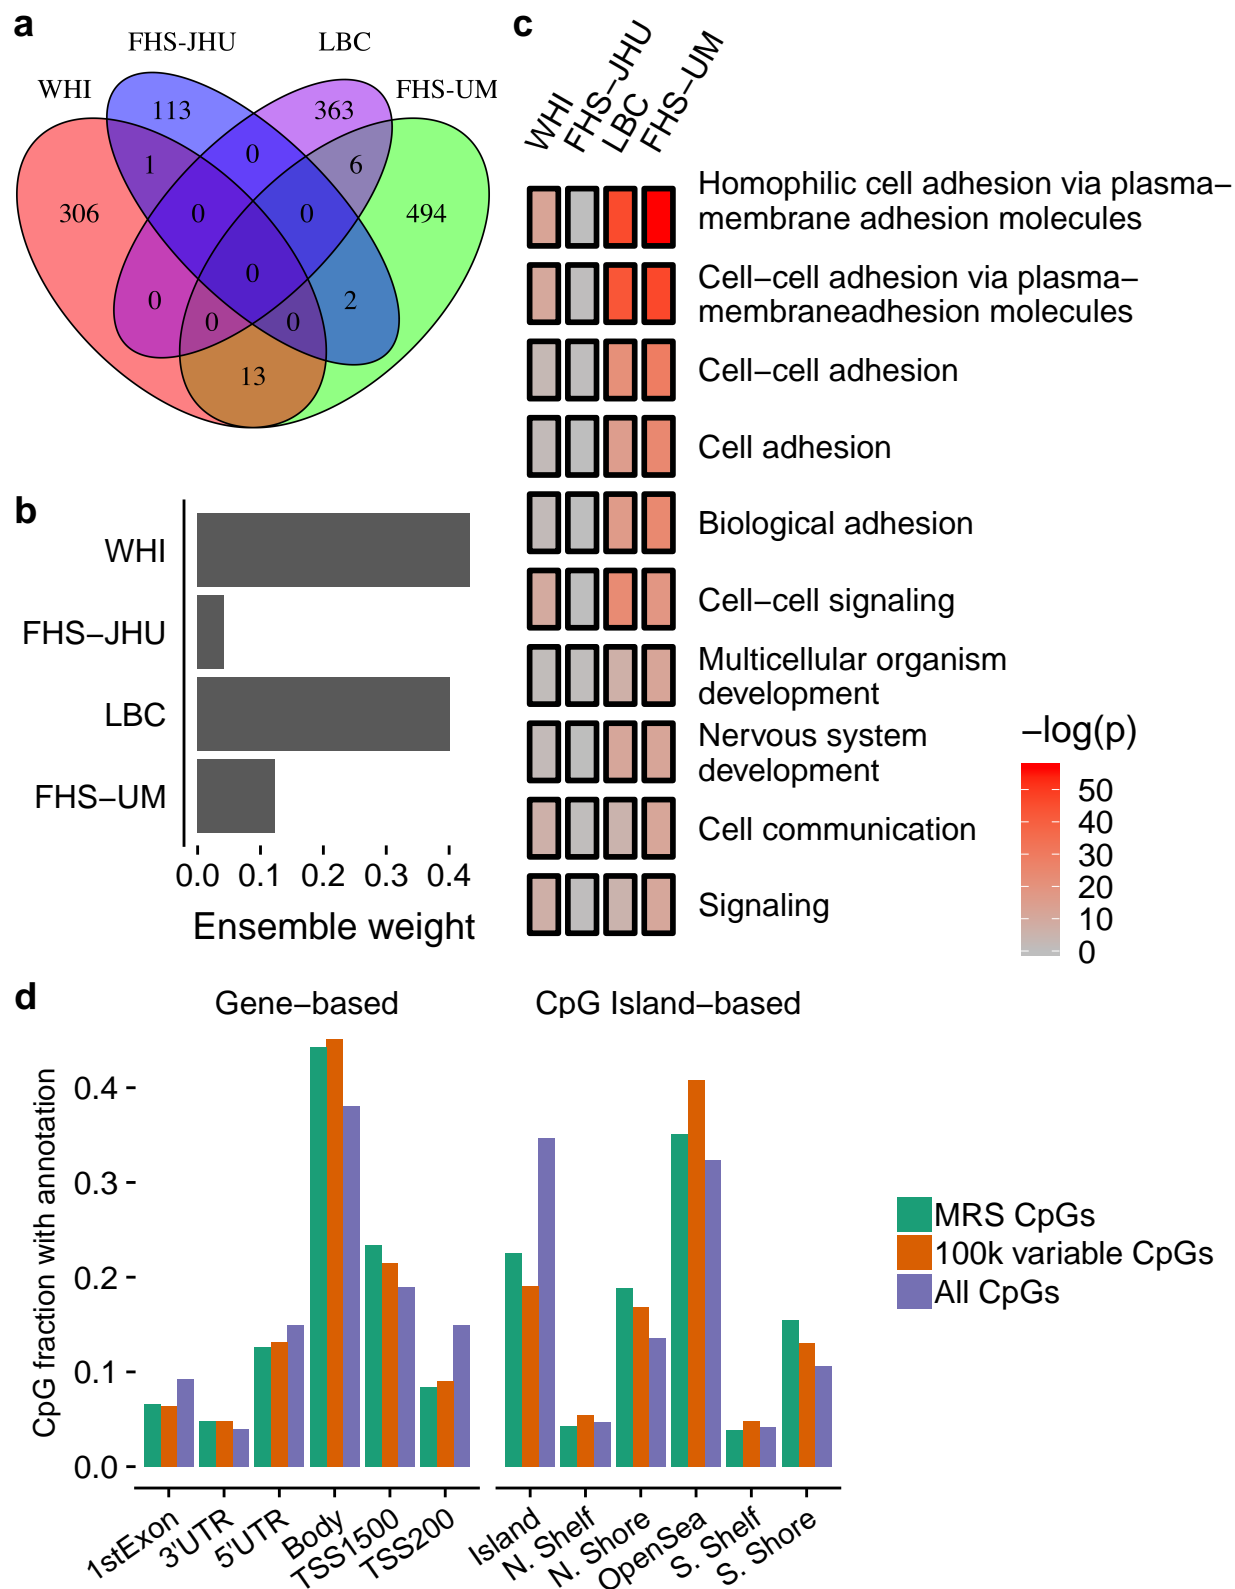 a
FHS-JHU
LBC
WHI
FHS-UM
113
363
1
0
6
306
0
0
494
0
0
2
0
0
13
b
WHI
FHS−JHU
LBC
FHS−UM
0.0 0.1 0.2 0.3 0.4
Ensemble weight
c
WHI
FHS−JHU
LBC
FHS−UM
Homophilic cell adhesion via plasma−
membrane adhesion molecules
Cell−cell adhesion via plasma−
membraneadhesion molecules
Cell−cell adhesion
Cell adhesion
Biological adhesion
Cell−cell signaling
Multicellular organism
development
Nervous system
development
Cell communication
Signaling
−log(p)
50
40
30
20
10
0
d
Gene−based
CpG Island−based
CpG fraction with annotation
0.4
0.3
0.2
0.1
0.0
1stExon
3'UTR
5'UTR
Body
TSS1500
TSS200
Island
N. Shelf
N. Shore
OpenSea
S. Shelf
S. Shore
MRS CpGs
100k variable CpGs
All CpGs